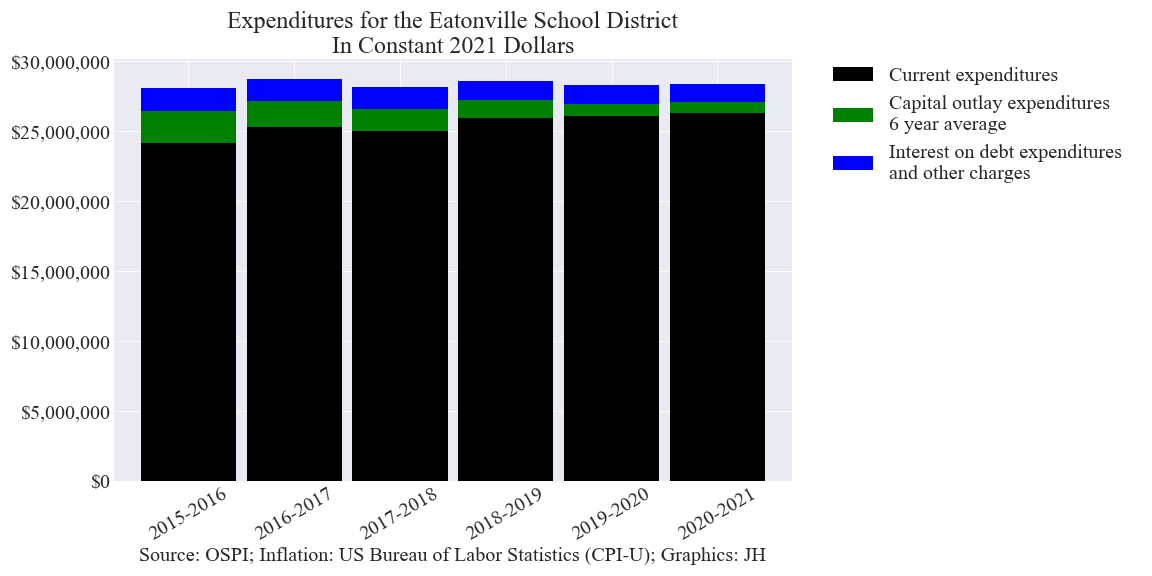 Expenditures for the Eatonville School District
In Constant 2021 Dollars
$30,000,000
$25,000,000
$20,000,000
$15,000,000
$10,000,000
$5,000,000
$0
2015-2016
2016-2017
2017-2018
2018-2019
2019-2020
2020-2021
Source: OSPI; Inflation: US Bureau of Labor Statistics (CPI-U); Graphics: JH
Current expenditures
Capital outlay expenditures
6 year average
Interest on debt expenditures
and other charges